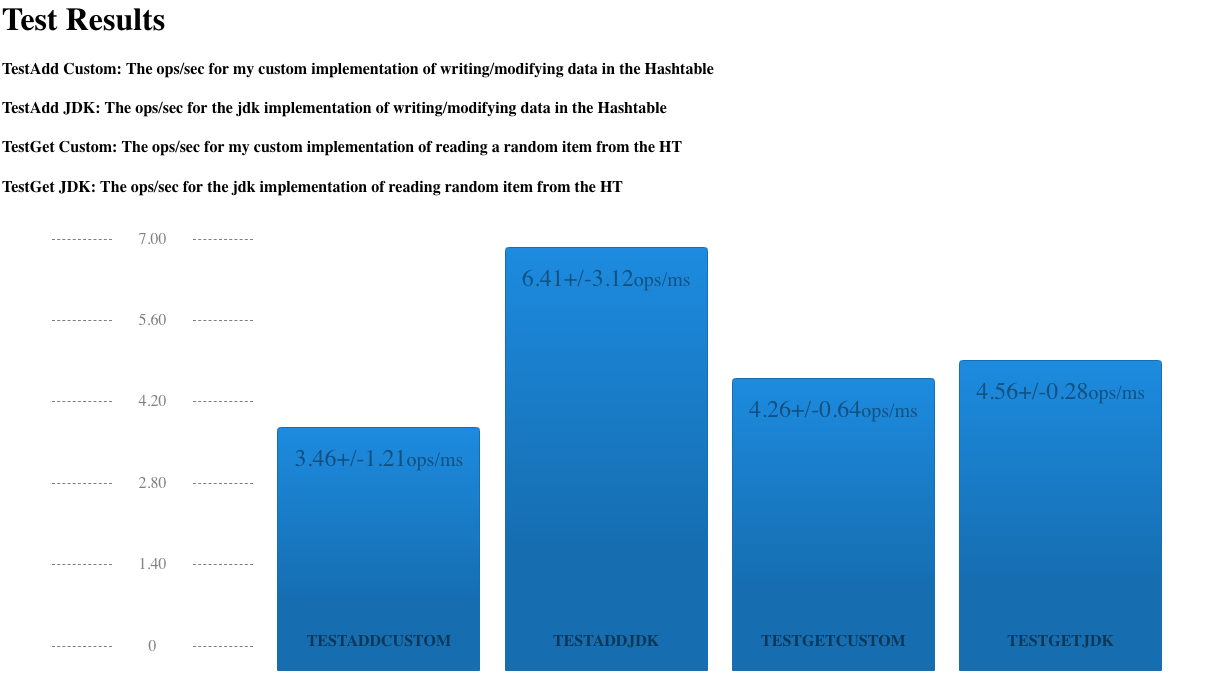 Test Results
TestAdd Custom: The ops/sec for my custom implementation of writing/modifying data in the Hashtable
TestAdd JDK: The ops/sec for the jdk implementation of writing/modifying data in the Hashtable
TestGet Custom: The ops/sec for my custom implementation of reading a random item from the HT
TestGet JDK: The ops/sec for the jdk implementation of reading random item from the HT
7.00
5.60
4.20
2.80
1.40
0
3.46+/-1.21ops/ms
TESTADDCUSTOM
6.41+/-3.12ops/ms
TESTADDJDK
4.26+/-0.64ops/ms
TESTGETCUSTOM
4.56+/-0.28ops/ms
TESTGETJDK